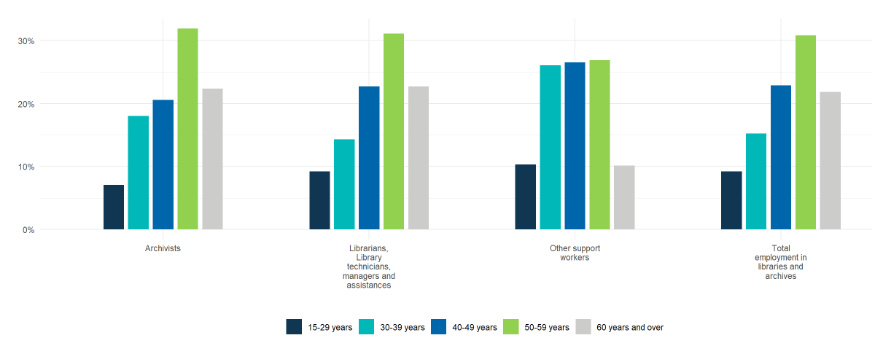 30%
20%
10%
0%
Archivists
Librarians,
Library
technicians,
managers and
assistances
Other support
workers
Total
employment in
libraries and
archives
15-29 years 30-39 years 40-49 years 50-59 years 60 years and over